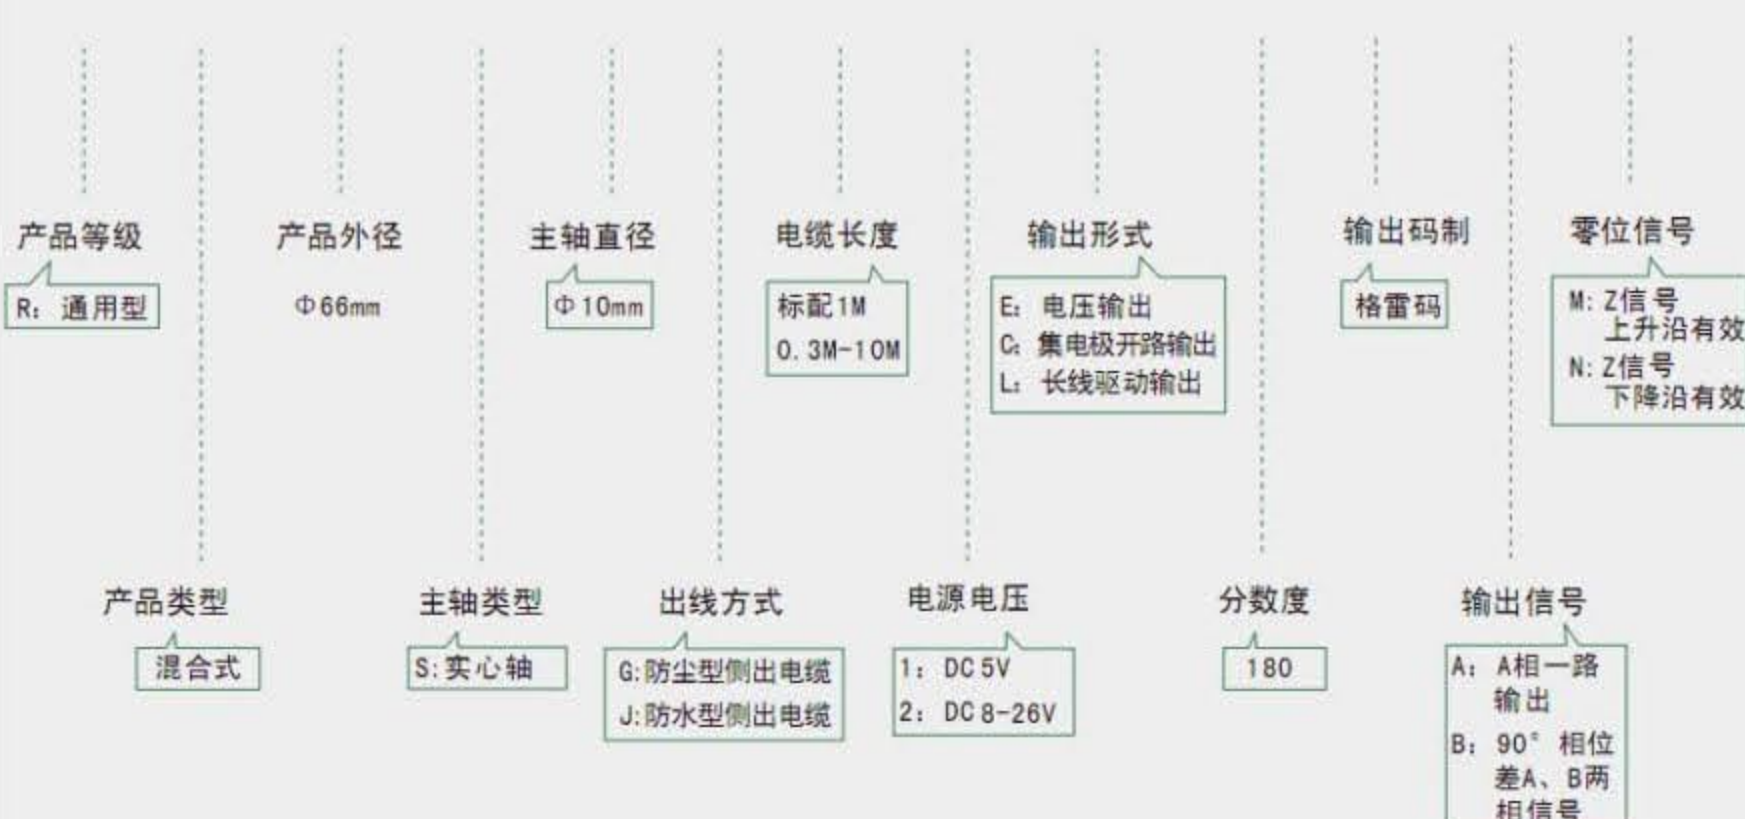 产品等级
R：通用型
产品外径
Φ66mm
主轴直径
Φ10mm
电缆长度
标配1M
0.3M-10M
输出形式
E：电压输出
C：集电极开路输出
L：长线驱动输出
输出码制
格雷码
零位信号
M:Z信号
上升沿有效
N:Z信号
下降沿有效
产品类型
混合式
主轴类型
S:实心轴
出线方式
G:防尘型侧出电缆
J:防水型侧出电缆
电源电压
1：DC5V
2：DC8-26V
分数度
180
输出信号
A：A相一路
输出
B：90°相位
差A、B两
相信号